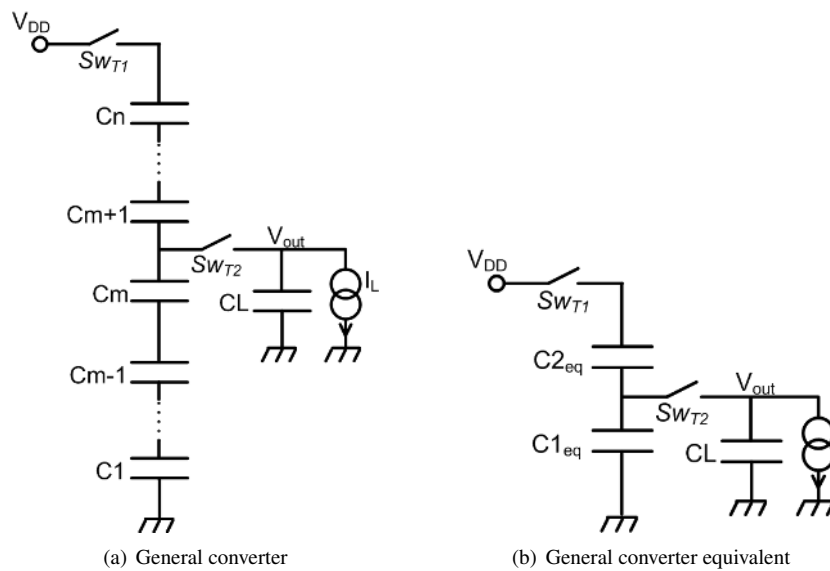 V_DD
Sw_T1
Cn
Cm+1
V_out
Sw_T2
I_L
Cm
CL
Cm-1
C1
V_DD
Sw_T1
C2_eq
V_out
Sw_T2
C1_eq
CL
(a) General converter
(b) General converter equivalent